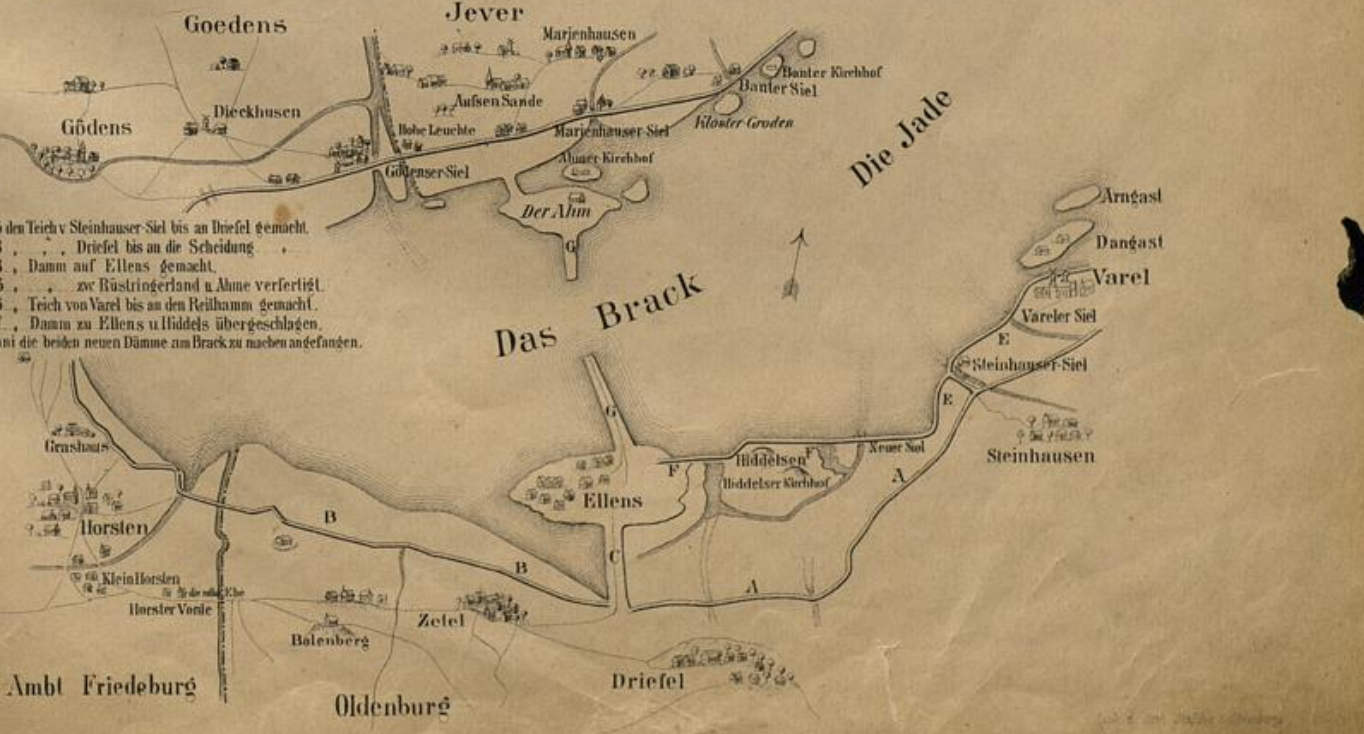 Goedens
Jever
Marienhausen
Gödens
Dieckhusen
Aufsen Sande
Hohe Leuchte
Godenser-Siel
Marienhauser-Siel
Banter Kirchhof
Banter Siel
Kloster-Groden
Ahmer-Kirchhof
Der Ahm
G
Die Jade
den Teich v Steinhauser-Siel bis an Driefel gemacht.
Driefel bis an die Scheidung
Damm auf Ellens gemacht.
Rüstringerland u Ahme verfertigt.
Teich von Varel bis an den Reithamm gemacht.
Damm zu Ellens u Hiddels übergeschlagen.
die beiden neuen Dämme am Brack zu machen angefangen.
Das Brack
Arngast
Dangast
Varel
Vareler Siel
E
Steinhauser-Siel
E
Steinhausen
Neuer Siel
A
G
F
Hiddelsen
F
Hiddelser Kirchhof
Ellens
C
A
Grashaus
Horsten
B
B
Klein Horsten
Horster Vorde
Zetel
Balenberg
Driefel
Ambt Friedeburg
Oldenburg